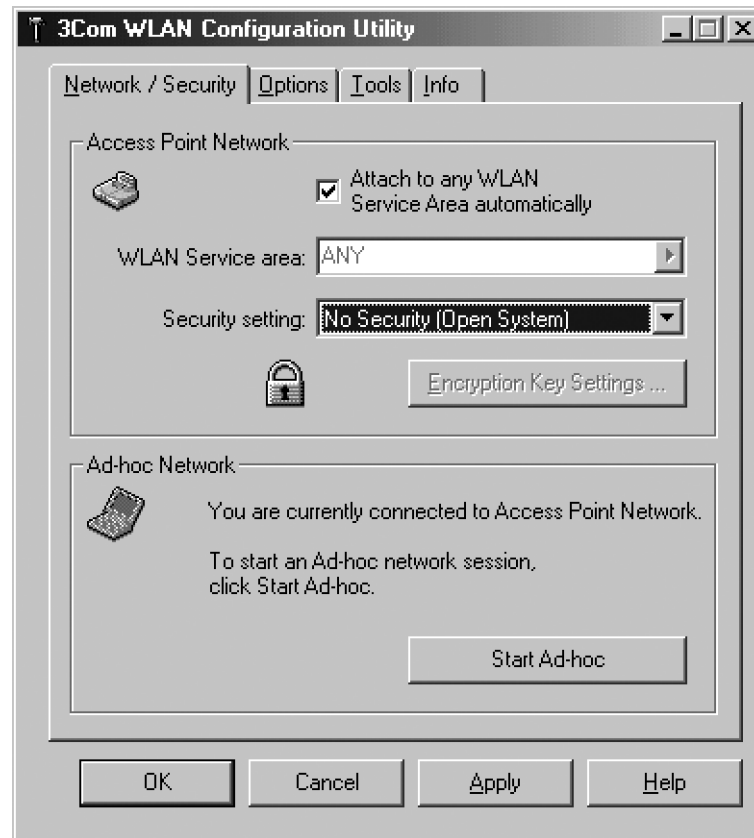 3Com WLAN Configuration Utility
Network / Security Options Tools Info
Access Point Network
Attach to any WLAN
Service Area automatically
WLAN Service area: ANY
Security setting: No Security (Open System)
Encryption Key Settings ...
Ad-hoc Network
You are currently connected to Access Point Network.
To start an Ad-hoc network session,
click Start Ad-hoc.
Start Ad-hoc
OK Cancel Apply Help